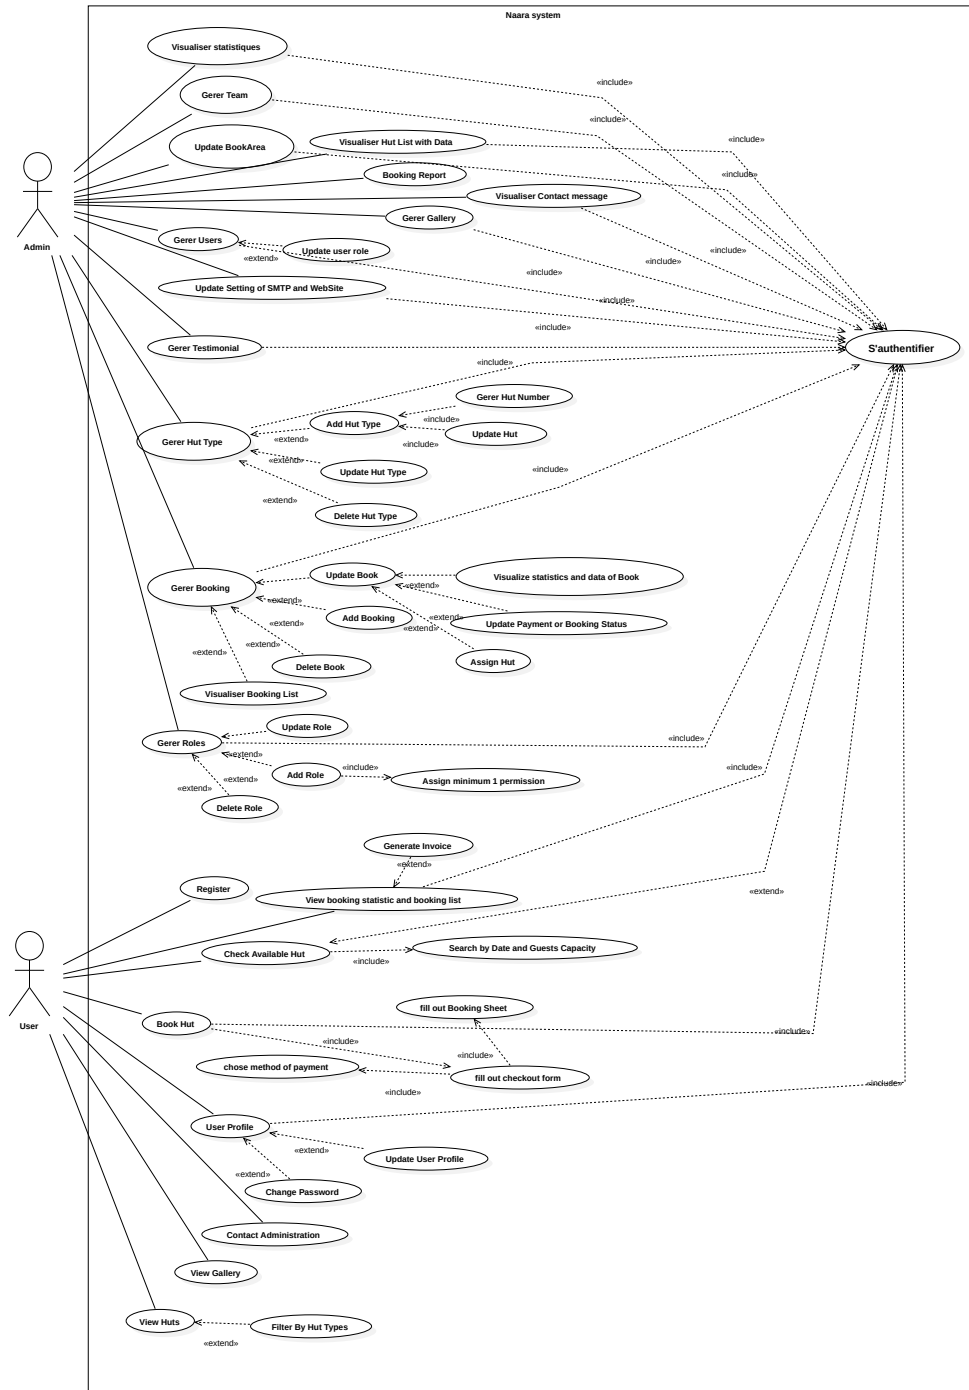 Naara system
Visualiser statistiques
«include»
Gerer Team
«include»
«include»
Update BookArea
Visualiser Hut List with Data
«include»
Booking Report
«include»
Visualiser Contact message
Gerer Gallery
Admin
Gerer Users
Update user role
«extend»
«include»
«include»
«include»
Update Setting of SMTP and WebSite
«include»
«include»
Gerer Testimonial
S'authentifier
«include»
Gerer Hut Number
Add Hut Type
«include»
Update Hut
Gerer Hut Type
«extend»
«include»
«extend»
Update Hut Type
«include»
«extend»
Delete Hut Type
Update Book
Visualize statistics and data of Book
Gerer Booking
«extend»
«extend»
Add Booking
«extend»
Update Payment or Booking Status
«extend»
«extend»
«extend»
«extend»
Assign Hut
Delete Book
Visualiser Booking List
Update Role
Gerer Roles
«include»
«extend»
«include»
«include»
Add Role
«extend»
Assign minimum 1 permission
«extend»
Delete Role
Generate Invoice
«extend»
Register
«extend»
View booking statistic and booking list
Check Available Hut
Search by Date and Guests Capacity
«include»
fill out Booking Sheet
User
Book Hut
«include»
«include»
«include»
chose method of payment
fill out checkout form
«include»
«include»
User Profile
«extend»
Update User Profile
«extend»
Change Password
Contact Administration
View Gallery
View Huts
Filter By Hut Types
«extend»